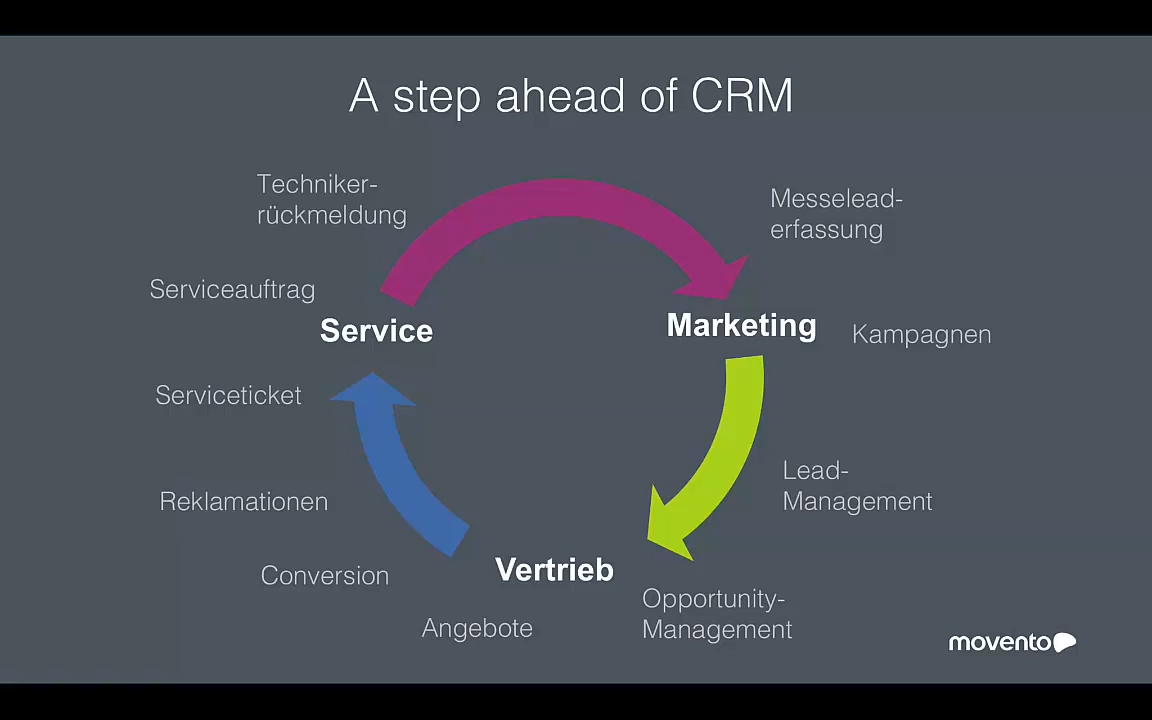 A step ahead of CRM
Techniker-
rückmeldung
Messelead-
erfassung
Serviceauftrag
Service
Marketing
Kampagnen
Serviceticket
Lead-
Management
Reklamationen
Vertrieb
Conversion
Opportunity-
Management
Angebote
movento